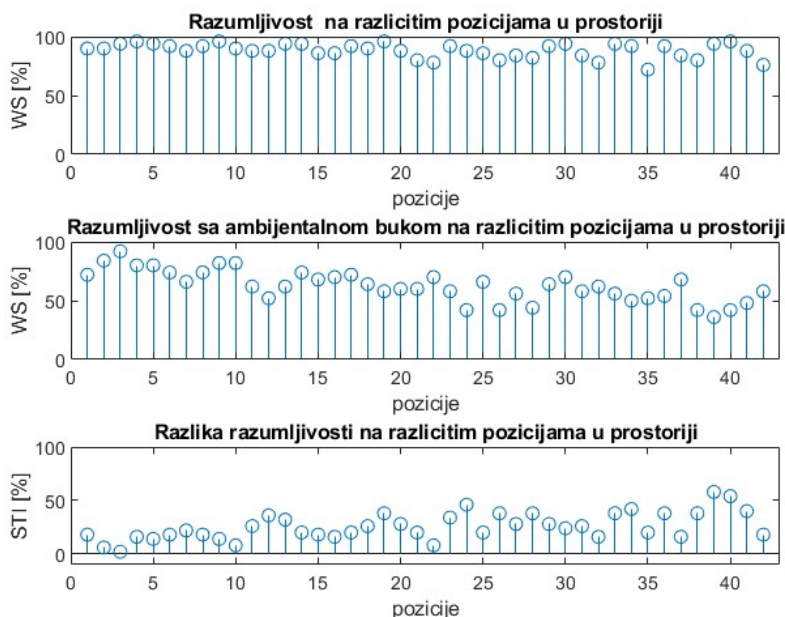 Razumljivost  na razlicitim pozicijama u prostoriji
WS [%]
100
50
0
0 5 10 15 20 25 30 35 40
pozicije
Razumljivost sa ambijentalnom bukom na razlicitim pozicijama u prostoriji
WS [%]
100
50
0
0 5 10 15 20 25 30 35 40
pozicije
Razlika razumljivosti na razlicitim pozicijama u prostoriji
STI [%]
100
50
0
0 5 10 15 20 25 30 35 40
pozicije